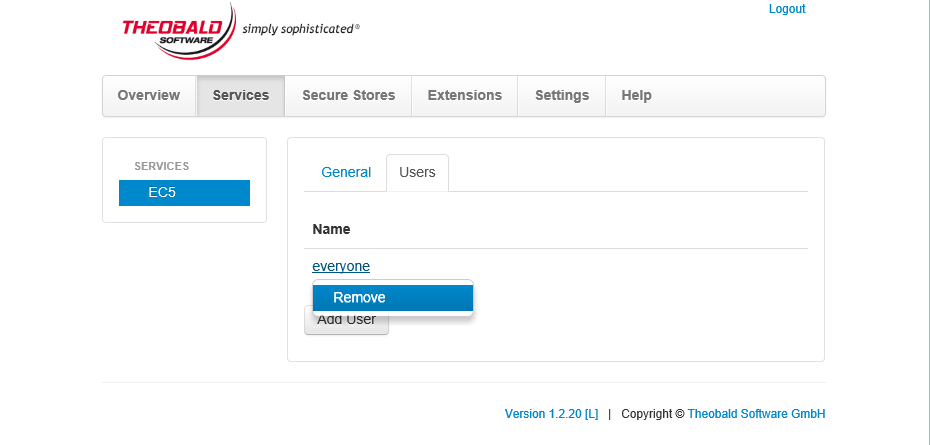 Logout
THEOBALD
SOFTWARE
simply sophisticated®
Overview Services Secure Stores Extensions Settings Help
SERVICES
EC5
General Users
Name
everyone
Remove
Add User
Version 1.2.20 [L] | Copyright © Theobald Software GmbH